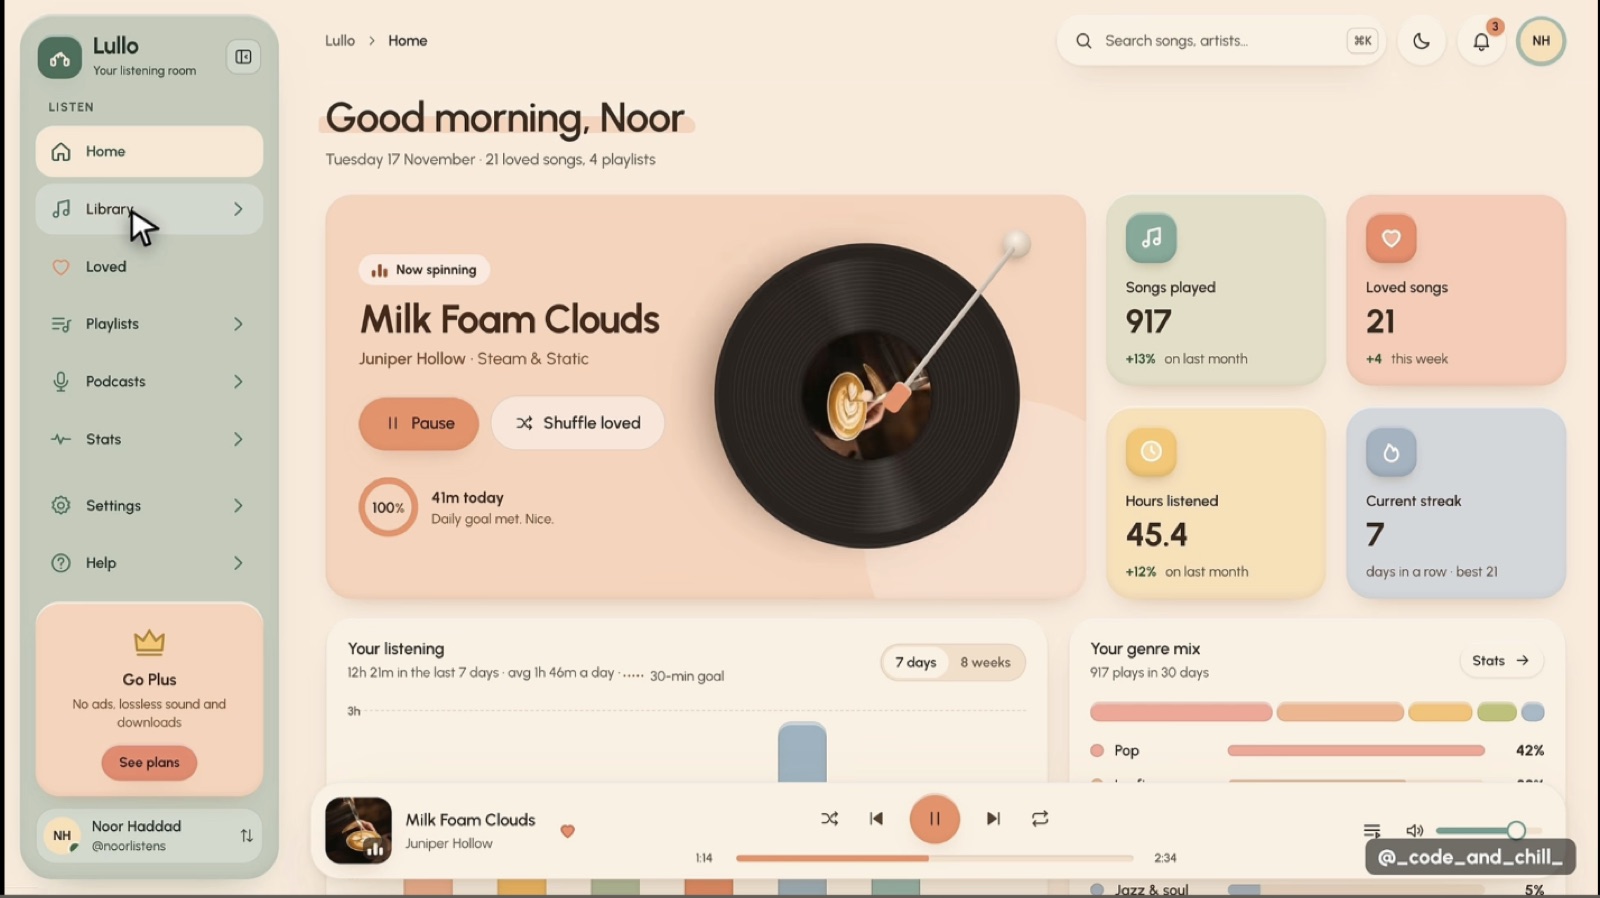 Lullo
Your listening room
LISTEN
Home
Library
Loved
Playlists
Podcasts
Stats
Settings
Help
Go Plus
No ads, lossless sound and
downloads
See plans
NH
Noor Haddad
@noorlistens
Lullo > Home
Search songs, artists...
⌘K
3
NH
Good morning, Noor
Tuesday 17 November · 21 loved songs, 4 playlists
Now spinning
Milk Foam Clouds
Juniper Hollow · Steam & Static
Pause
Shuffle loved
100%
41m today
Daily goal met. Nice.
Songs played
917
+13% on last month
Loved songs
21
+4 this week
Hours listened
45.4
+12% on last month
Current streak
7
days in a row · best 21
Your listening
12h 21m in the last 7 days · avg 1h 46m a day · 30-min goal
7 days
8 weeks
3h
Your genre mix
917 plays in 30 days
Stats →
Pop
42%
Jazz & soul
5%
Milk Foam Clouds
Juniper Hollow
1:14
2:34
@_code_and_chill_